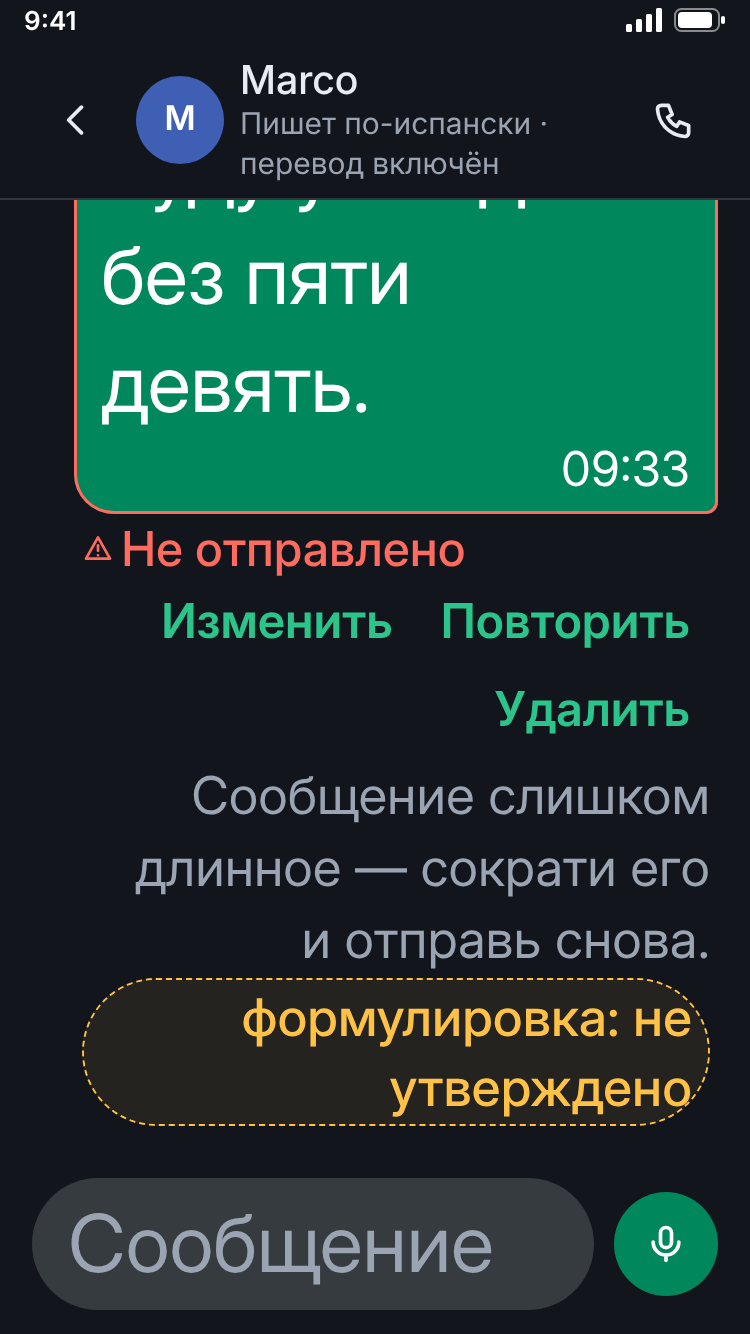 9:41
Marco
M
Пишет по-испански ·
перевод включён
без пяти
девять.
09:33
Не отправлено
Изменить Повторить
Удалить
Сообщение слишком
длинное — сократи его
и отправь снова.
формулировка: не
утверждено
Сообщение